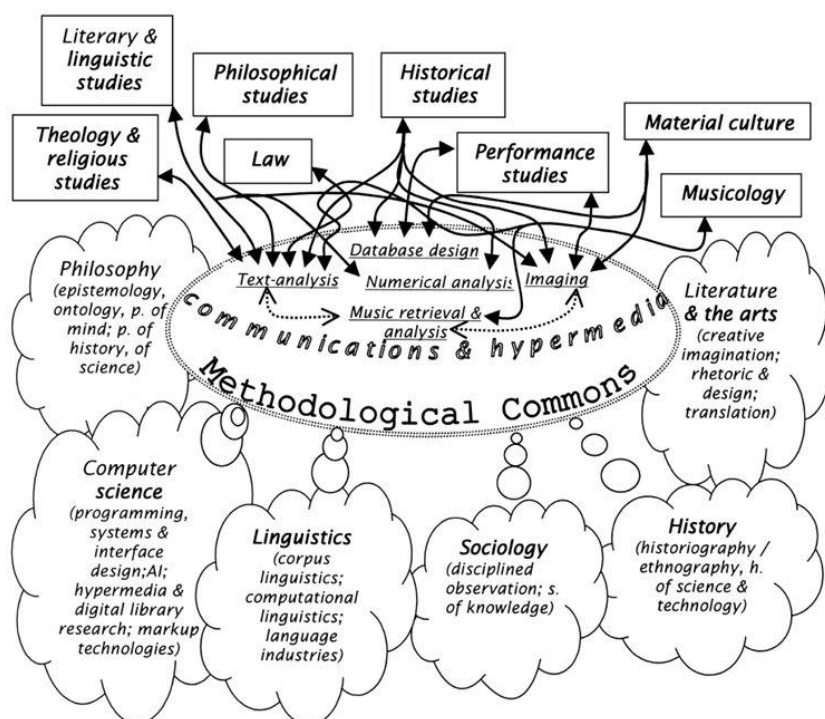 Literary &
linguistic
studies
Philosophical
studies
Historical
studies
Material culture
Theology &
religious
studies
Law
Performance
studies
Musicology
Database design
Text-analysis
Numerical analysis
Imaging
Music retrieval &
analysis
communications & hypermedia
Methodological Commons
Philosophy
(epistemology,
ontology, p. of
mind; p. of
history, of
science)
Literature
& the arts
(creative
imagination;
rhetoric &
design;
translation)
Computer
science
(programming,
systems &
interface
design;AI;
hypermedia &
digital library
research; markup
technologies)
Linguistics
(corpus
linguistics;
computational
linguistics;
language
industries)
Sociology
(disciplined
observation; s.
of knowledge)
History
(historiography /
ethnography, h.
of science &
technology)